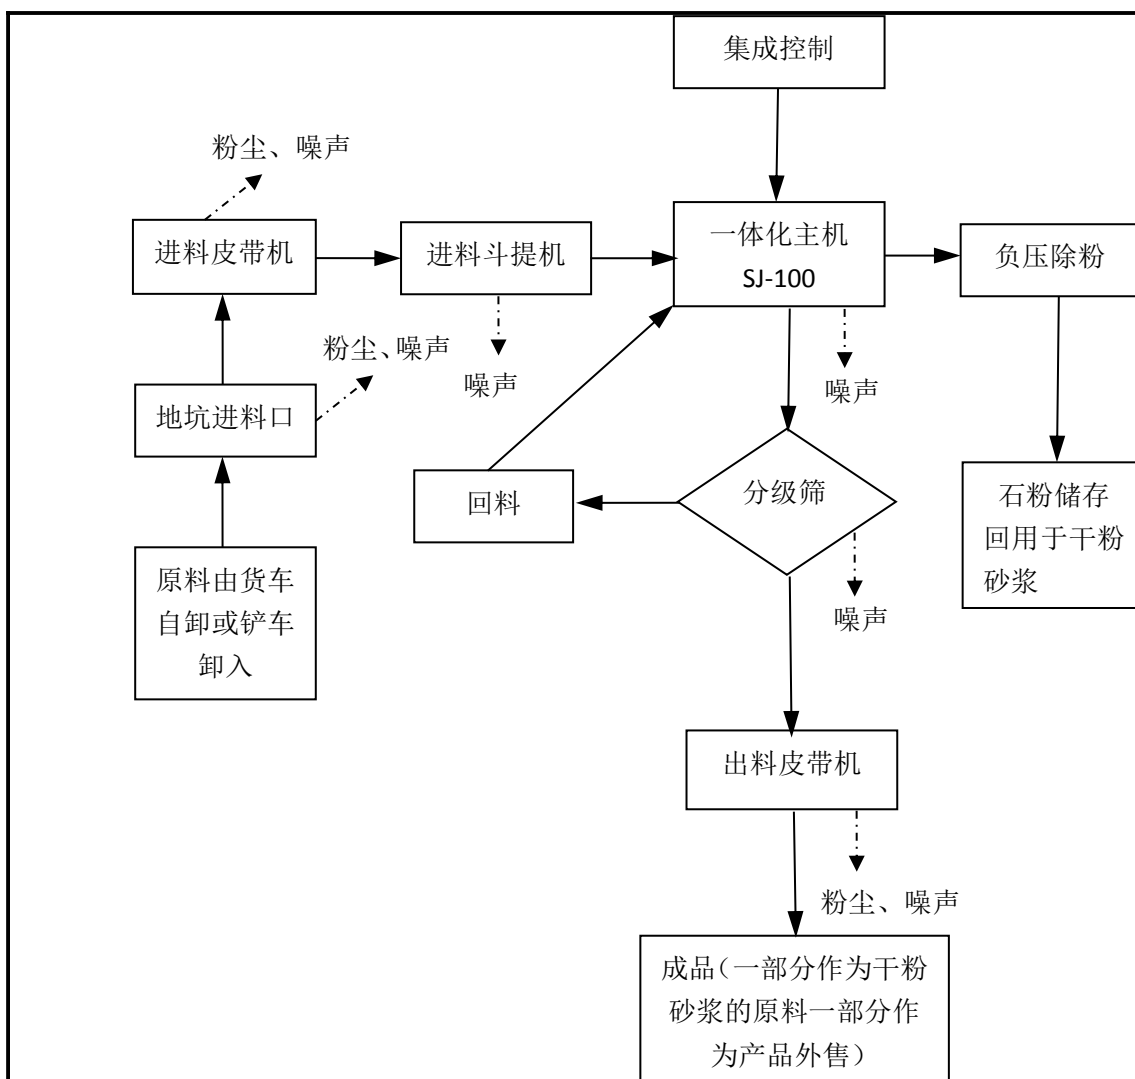 集成控制
粉尘、噪声
进料皮带机
进料斗提机
一体化主机
SJ-100
负压除粉
粉尘、噪声
噪声
噪声
地坑进料口
回料
分级筛
石粉储存
回用于干粉
砂浆
原料由货车
自卸或铲车
卸入
噪声
出料皮带机
粉尘、噪声
成品（一部分作为干粉
砂浆的原料一部分作
为产品外售）